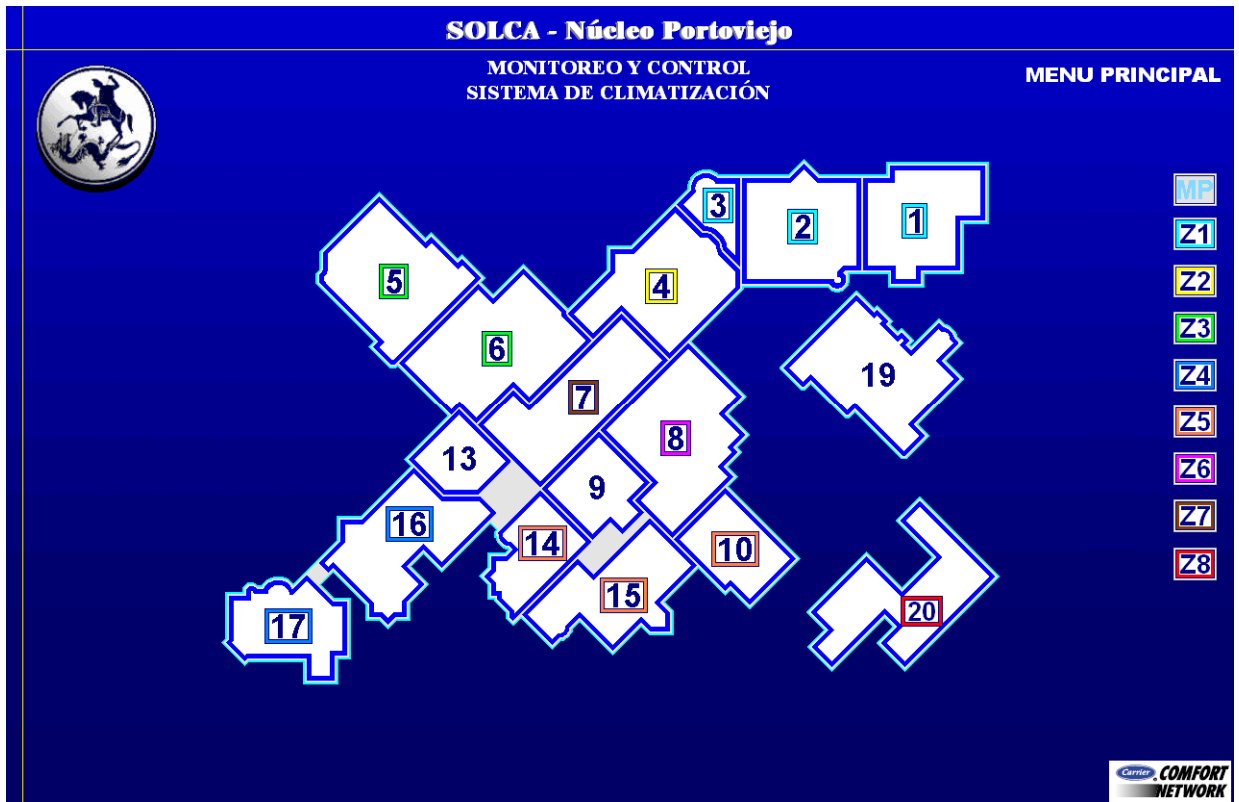 SOLCA - Núcleo Portoviejo
MONITOREO Y CONTROL
SISTEMA DE CLIMATIZACIÓN
MENU PRINCIPAL
MP
Z1
Z2
Z3
Z4
Z5
Z6
Z7
Z8
3
2
1
5
4
6
19
7
8
13
9
16
14
10
15
20
17
Carrier COMFORT
NETWORK